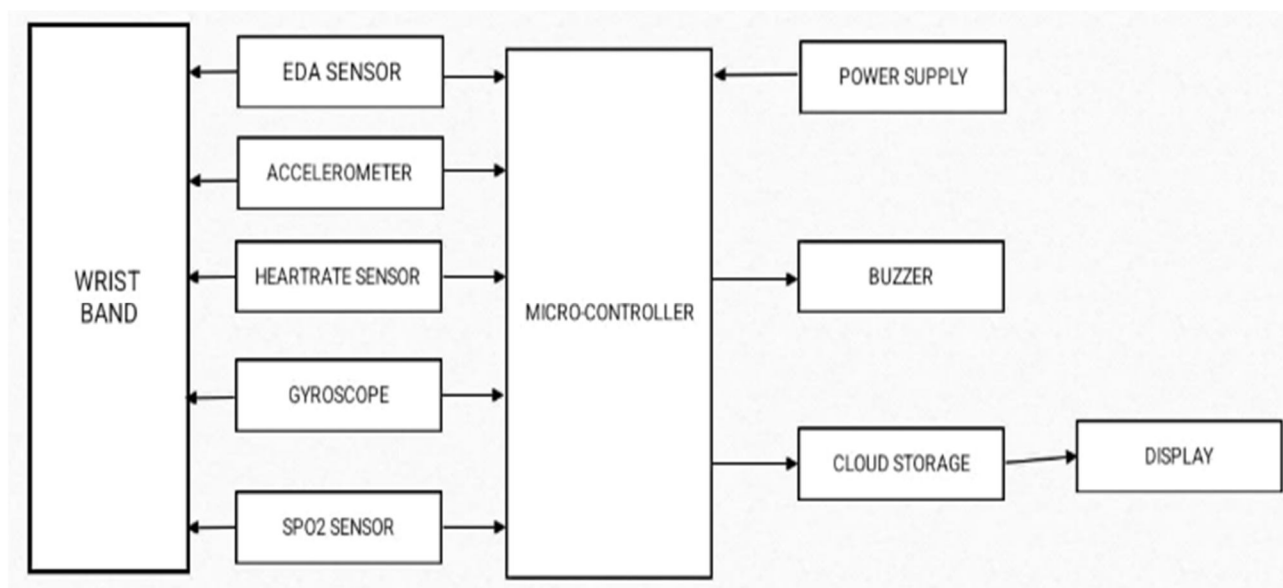 WRIST
BAND
EDA SENSOR
ACCELEROMETER
HEARTRATE SENSOR
GYROSCOPE
SPO2 SENSOR
MICRO-CONTROLLER
POWER SUPPLY
BUZZER
CLOUD STORAGE
DISPLAY